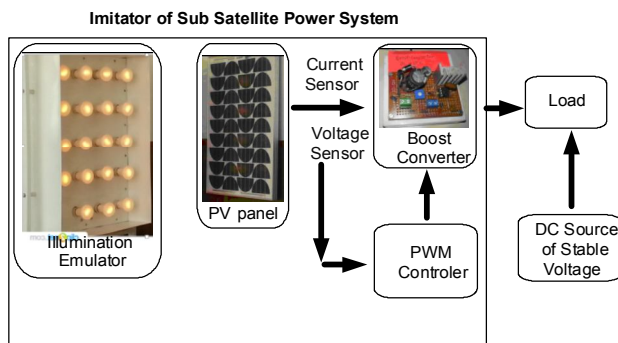 Imitator of Sub Satellite Power System
Illumination
Emulator
PV panel
Current
Sensor
Voltage
Sensor
Boost
Converter
PWM
Controler
Load
DC Source
of Stable
Voltage